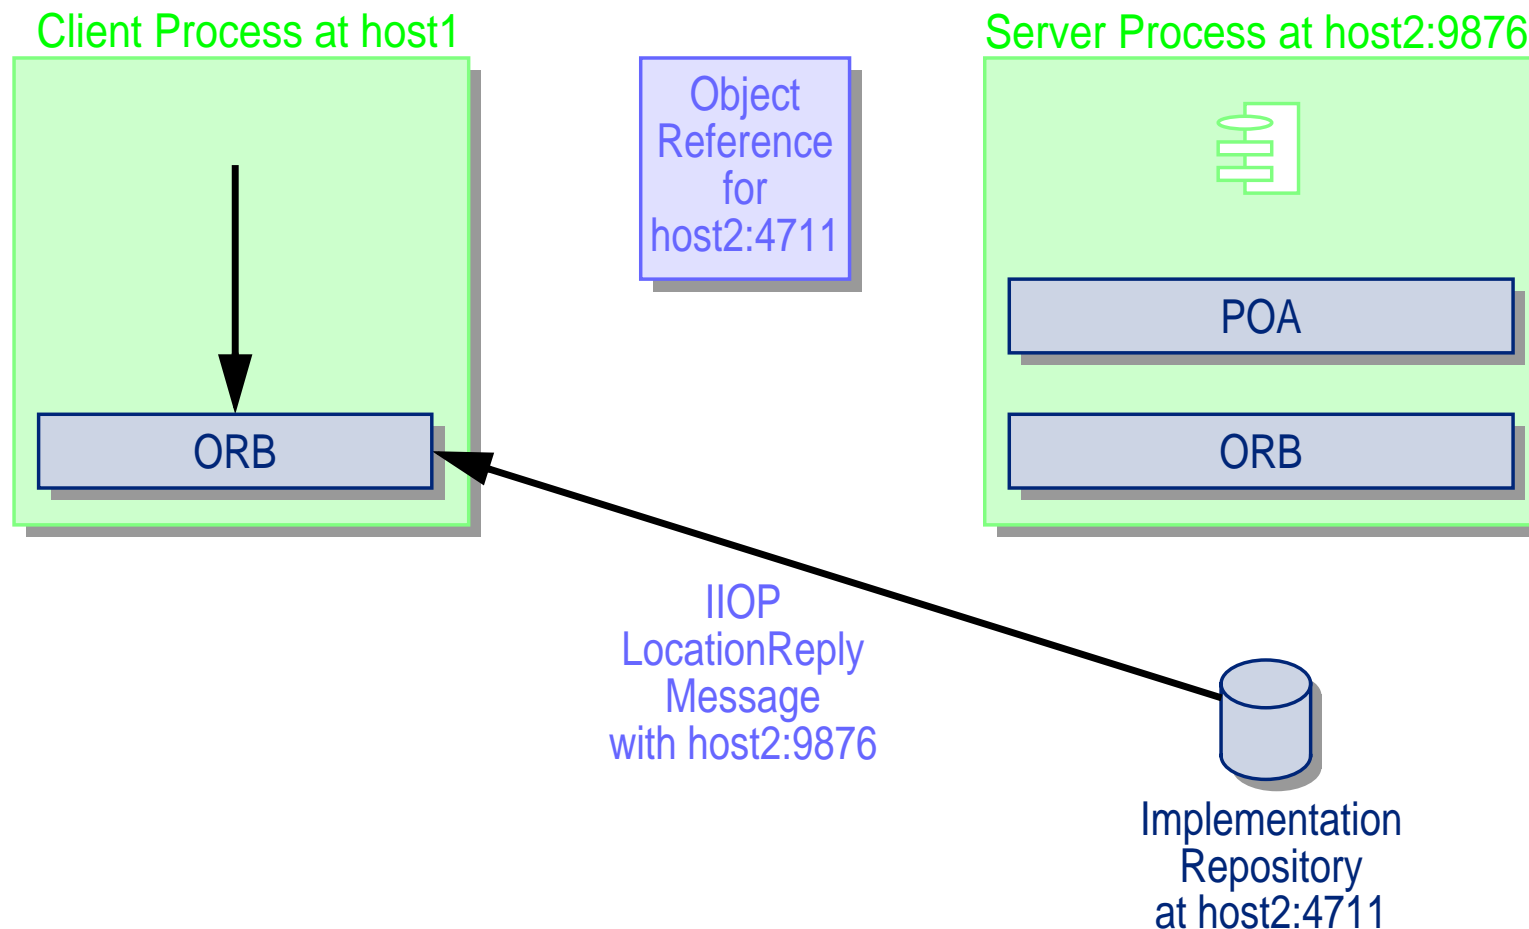 Client Process at host1
Server Process at host2:9876
Object
Reference
for
host2:4711
POA
ORB
ORB
IIOP
LocationReply
Message
with host2:9876
Implementation
Repository
at host2:4711